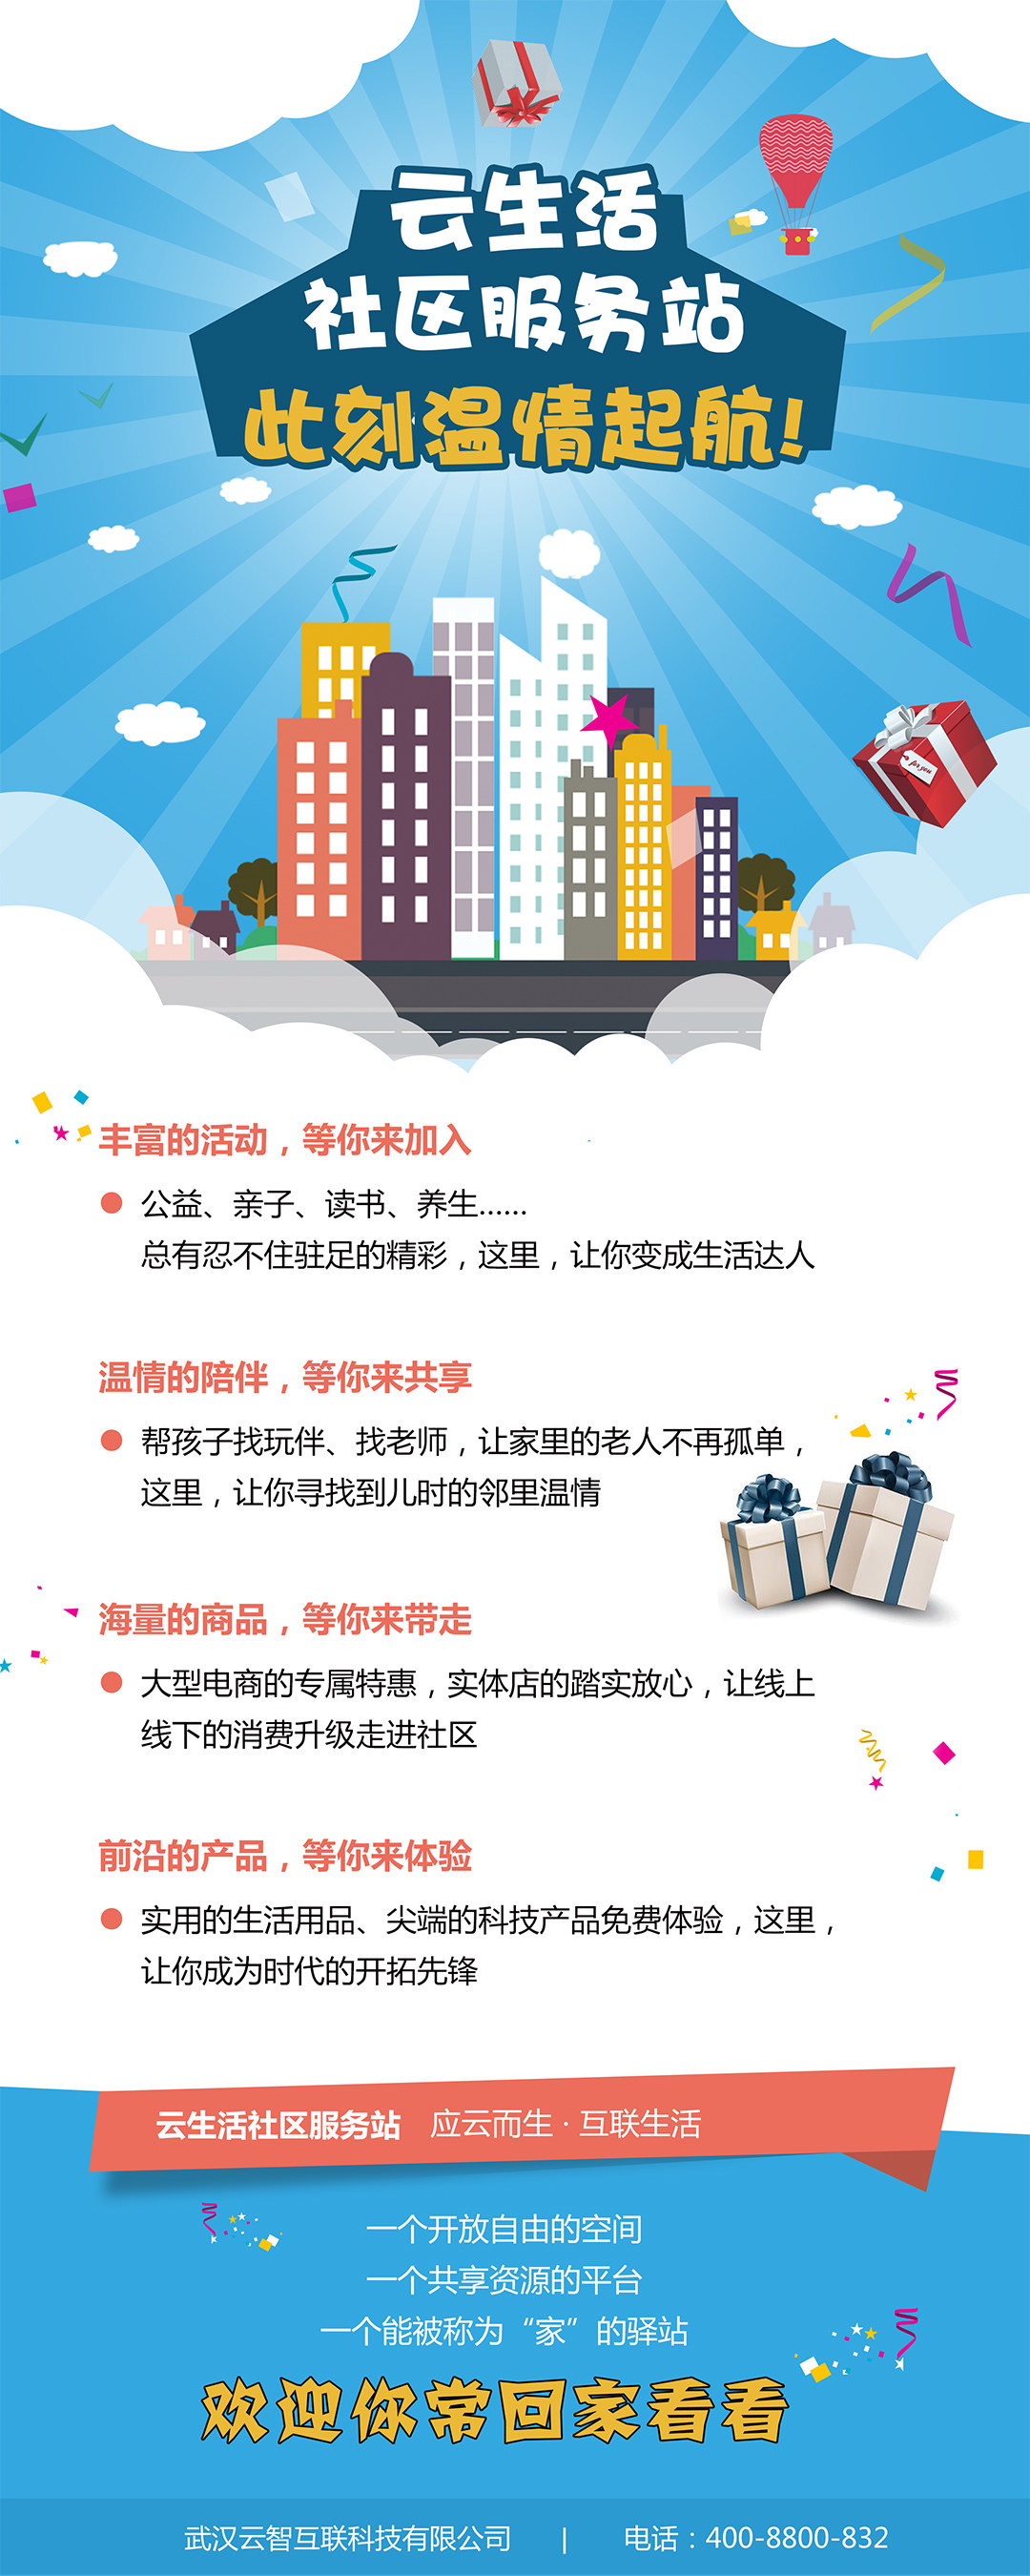 云生活
社区服务站
此刻温情起航!
for you
丰富的活动，等你来加入
公益、亲子、读书、养生......
总有忍不住驻足的精彩，这里，让你变成生活达人
温情的陪伴，等你来共享
帮孩子找玩伴、找老师，让家里的老人不再孤单，
这里，让你寻找到儿时的邻里温情
海量的商品，等你来带走
大型电商的专属特惠，实体店的踏实放心，让线上
线下的消费升级走进社区
前沿的产品，等你来体验
实用的生活用品、尖端的科技产品免费体验，这里，
让你成为时代的开拓先锋
云生活社区服务站 应云而生·互联生活
一个开放自由的空间
一个共享资源的平台
一个能被称为“家”的驿站
欢迎你常回家看看
武汉云智互联科技有限公司 | 电话：400-8800-832